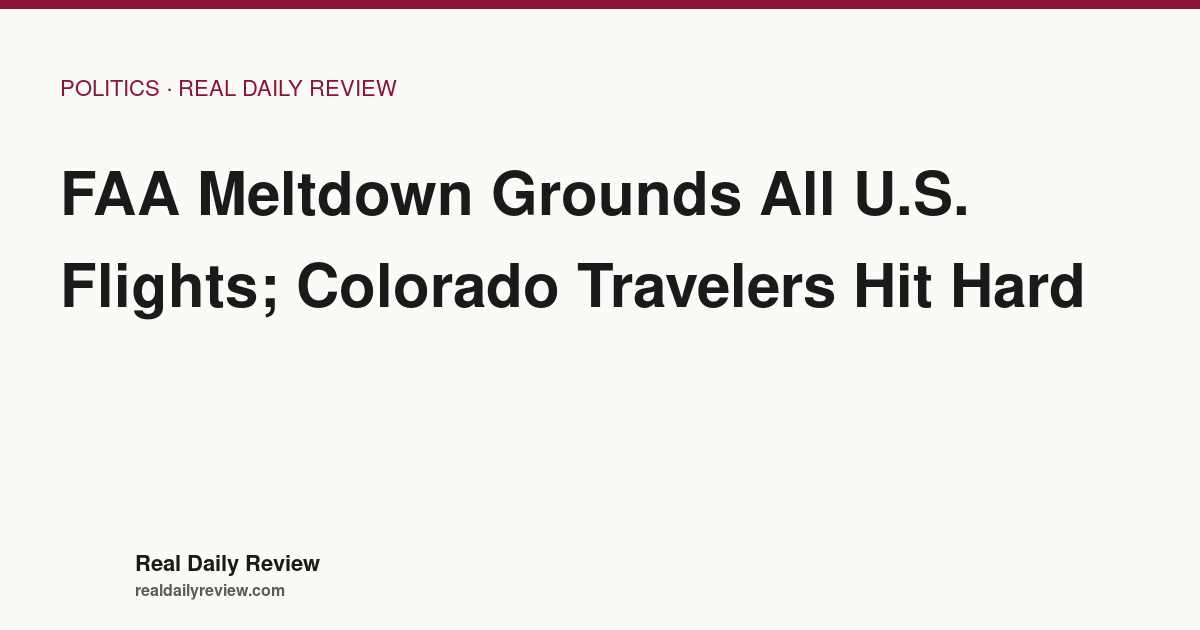 POLITICS · REAL DAILY REVIEW
FAA Meltdown Grounds All U.S.
Flights; Colorado Travelers Hit Hard
Real Daily Review
realdailyreview.com